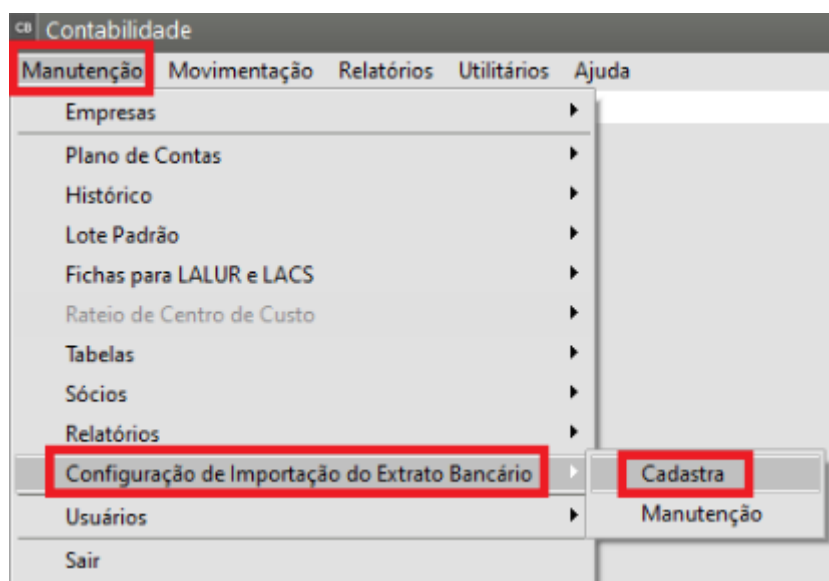 CB Contabilidade
Manutenção Movimentação Relatórios Utilitários Ajuda
Empresas
Plano de Contas
Histórico
Lote Padrão
Fichas para LALUR e LACS
Rateio de Centro de Custo
Tabelas
Sócios
Relatórios
Configuração de Importação do Extrato Bancário Cadastra
Usuários Manutenção
Sair